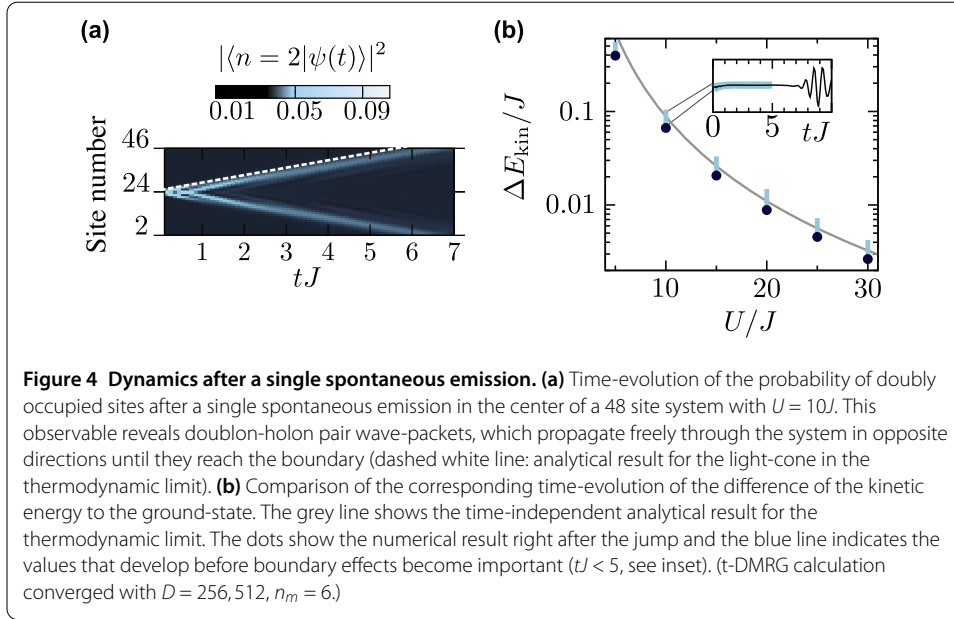 (a)
|⟨n = 2|ψ(t)⟩|²
0.01 0.05 0.09
Site number
46
24
2
1 2 3 4 5 6 7
tJ
(b)
ΔE_kin/J
0.1
0.01
0 5 tJ
10 20 30
U/J
Figure 4 Dynamics after a single spontaneous emission. (a) Time-evolution of the probability of doubly
occupied sites after a single spontaneous emission in the center of a 48 site system with U = 10J. This
observable reveals doublon-holon pair wave-packets, which propagate freely through the system in opposite
directions until they reach the boundary (dashed white line: analytical result for the light-cone in the
thermodynamic limit). (b) Comparison of the corresponding time-evolution of the difference of the kinetic
energy to the ground-state. The grey line shows the time-independent analytical result for the
thermodynamic limit. The dots show the numerical result right after the jump and the blue line indicates the
values that develop before boundary effects become important (tJ < 5, see inset). (t-DMRG calculation
converged with D = 256, 512, n_m = 6.)